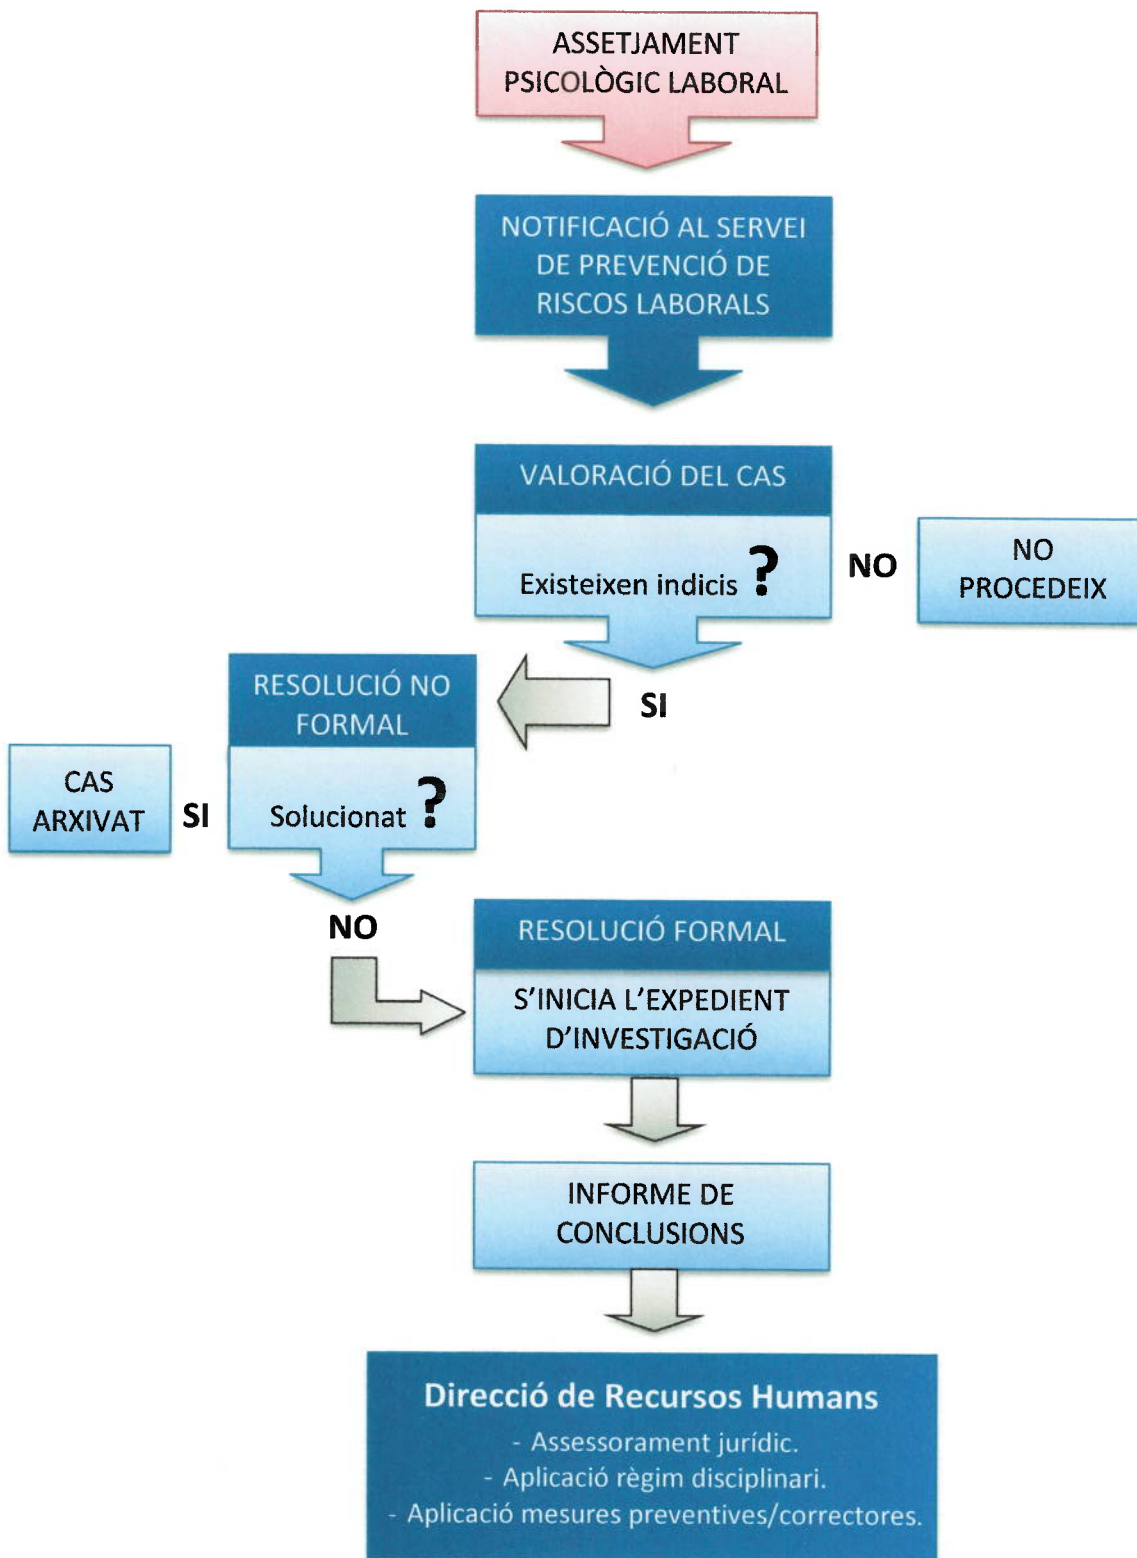 ASSETJAMENT
PSICOLÒGIC LABORAL
NOTIFICACIÓ AL SERVEI
DE PREVENCIÓ DE
RISCOS LABORALS
VALORACIÓ DEL CAS
Existeixen indicis ?
NO
NO
PROCEDEIX
SI
RESOLUCIÓ NO
FORMAL
Solucionat ?
SI
CAS
ARXIVAT
NO
RESOLUCIÓ FORMAL
S'INICIA L'EXPEDIENT
D'INVESTIGACIÓ
INFORME DE
CONCLUSIONS
Direcció de Recursos Humans
- Assessorament jurídic.
- Aplicació règim disciplinari.
- Aplicació mesures preventives/correctores.